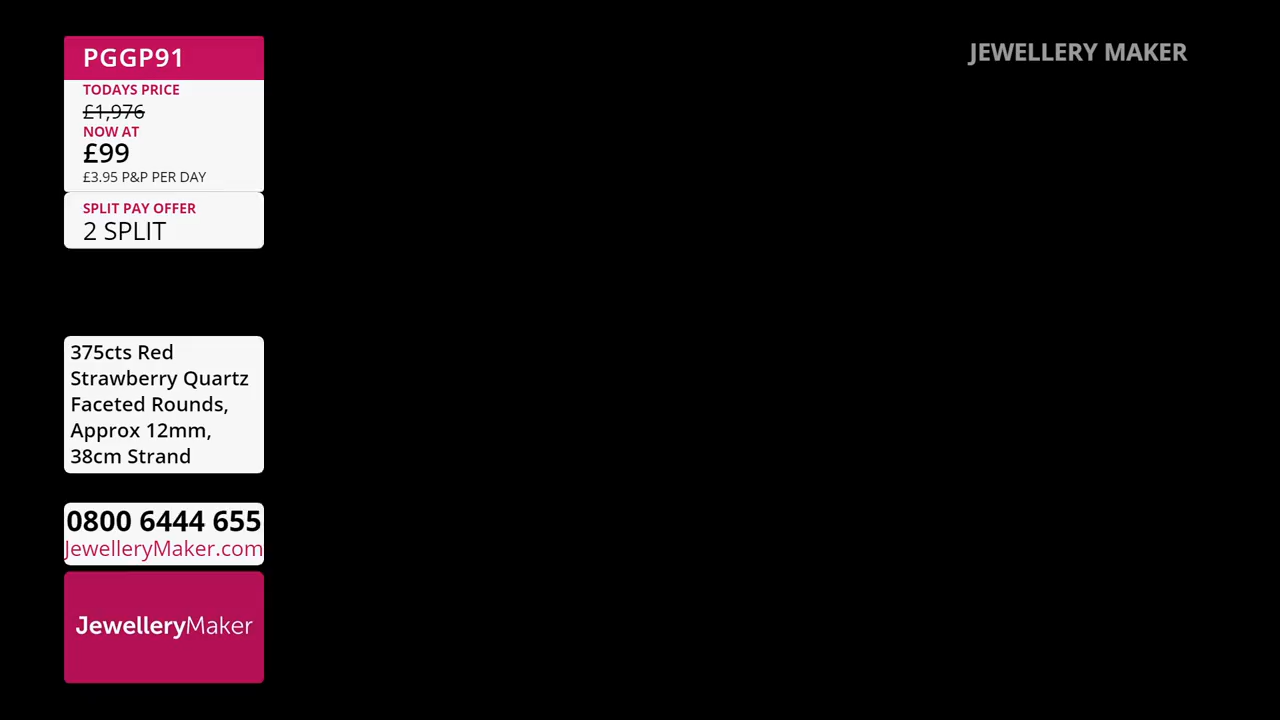 PGGP91
TODAYS PRICE
£1,976
NOW AT
£99
£3.95 P&P PER DAY
SPLIT PAY OFFER
2 SPLIT
375cts Red
Strawberry Quartz
Faceted Rounds,
Approx 12mm,
38cm Strand
0800 6444 655
JewelleryMaker.com
JewelleryMaker
JEWELLERY MAKER